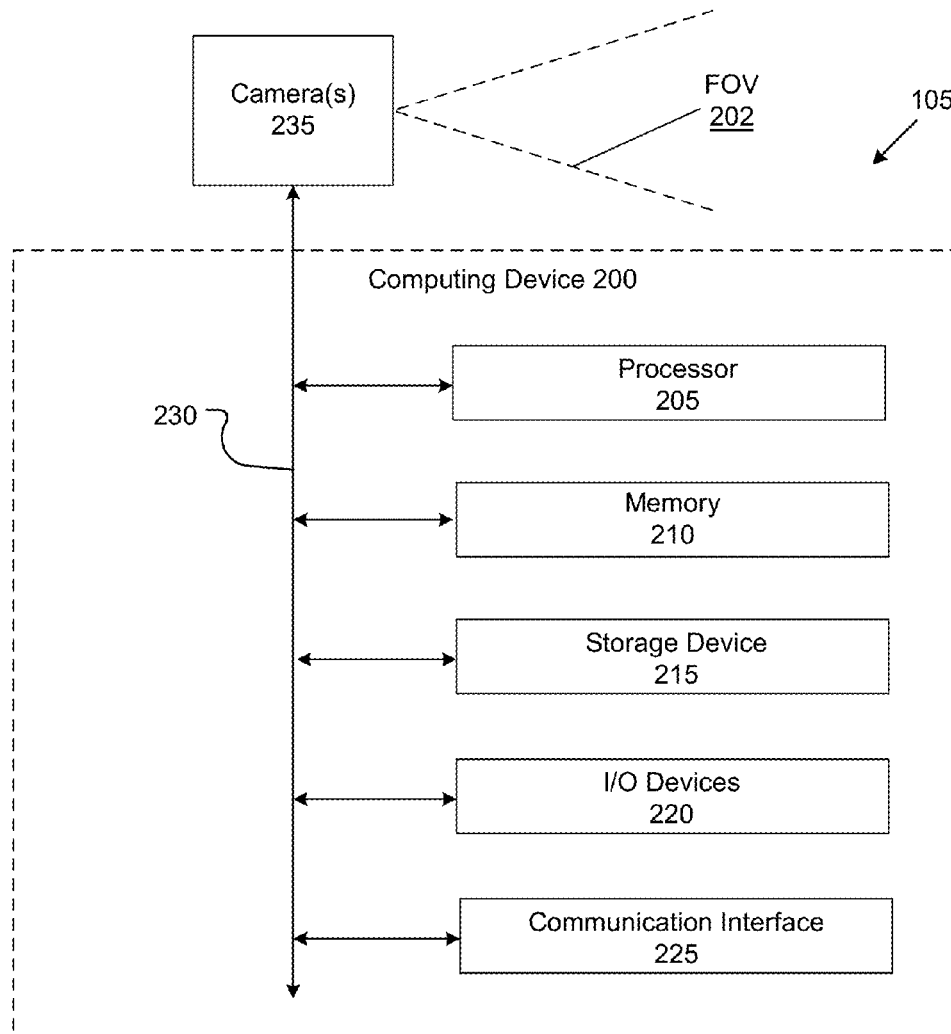 Camera(s)
235
FOV
202
105
Computing Device 200
Processor
205
230
Memory
210
Storage Device
215
I/O Devices
220
Communication Interface
225